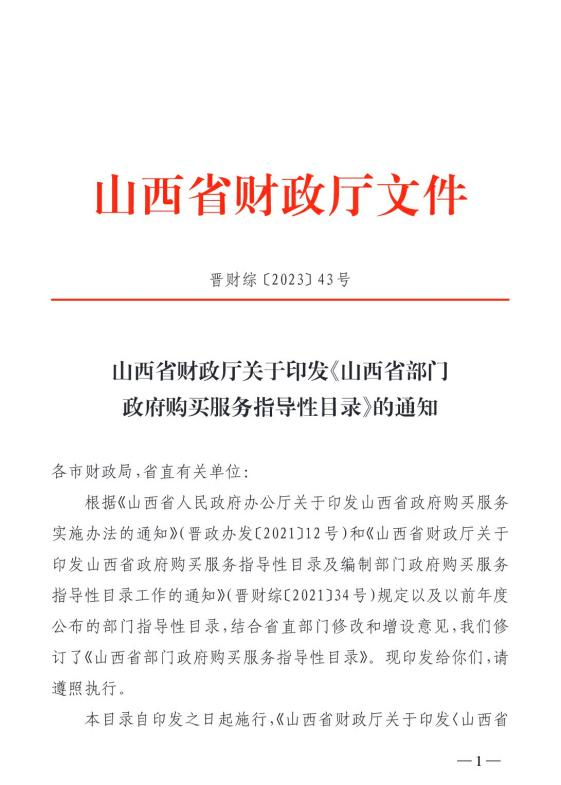 山西省财政厅文件
晋财综〔2023〕43号
山西省财政厅关于印发《山西省部门
政府购买服务指导性目录》的通知
各市财政局,省直有关单位:
根据《山西省人民政府办公厅关于印发山西省政府购买服务
实施办法的通知》(晋政办发〔2021〕12号)和《山西省财政厅关于
印发山西省政府购买服务指导性目录及编制部门政府购买服务
指导性目录工作的通知》(晋财综〔2021〕34号)规定以及以前年度
公布的部门指导性目录,结合省直部门修改和增设意见,我们修
订了《山西省部门政府购买服务指导性目录》。现印发给你们,请
遵照执行。
本目录自印发之日起施行,《山西省财政厅关于印发〈山西省
— 1 —